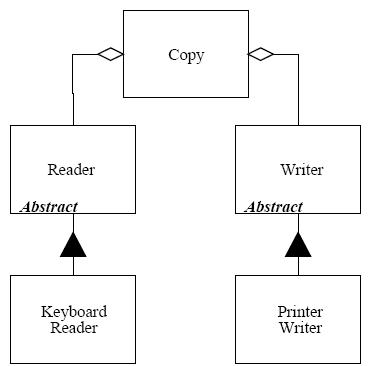 Copy
Reader
Abstract
Writer
Abstract
Keyboard
Reader
Printer
Writer